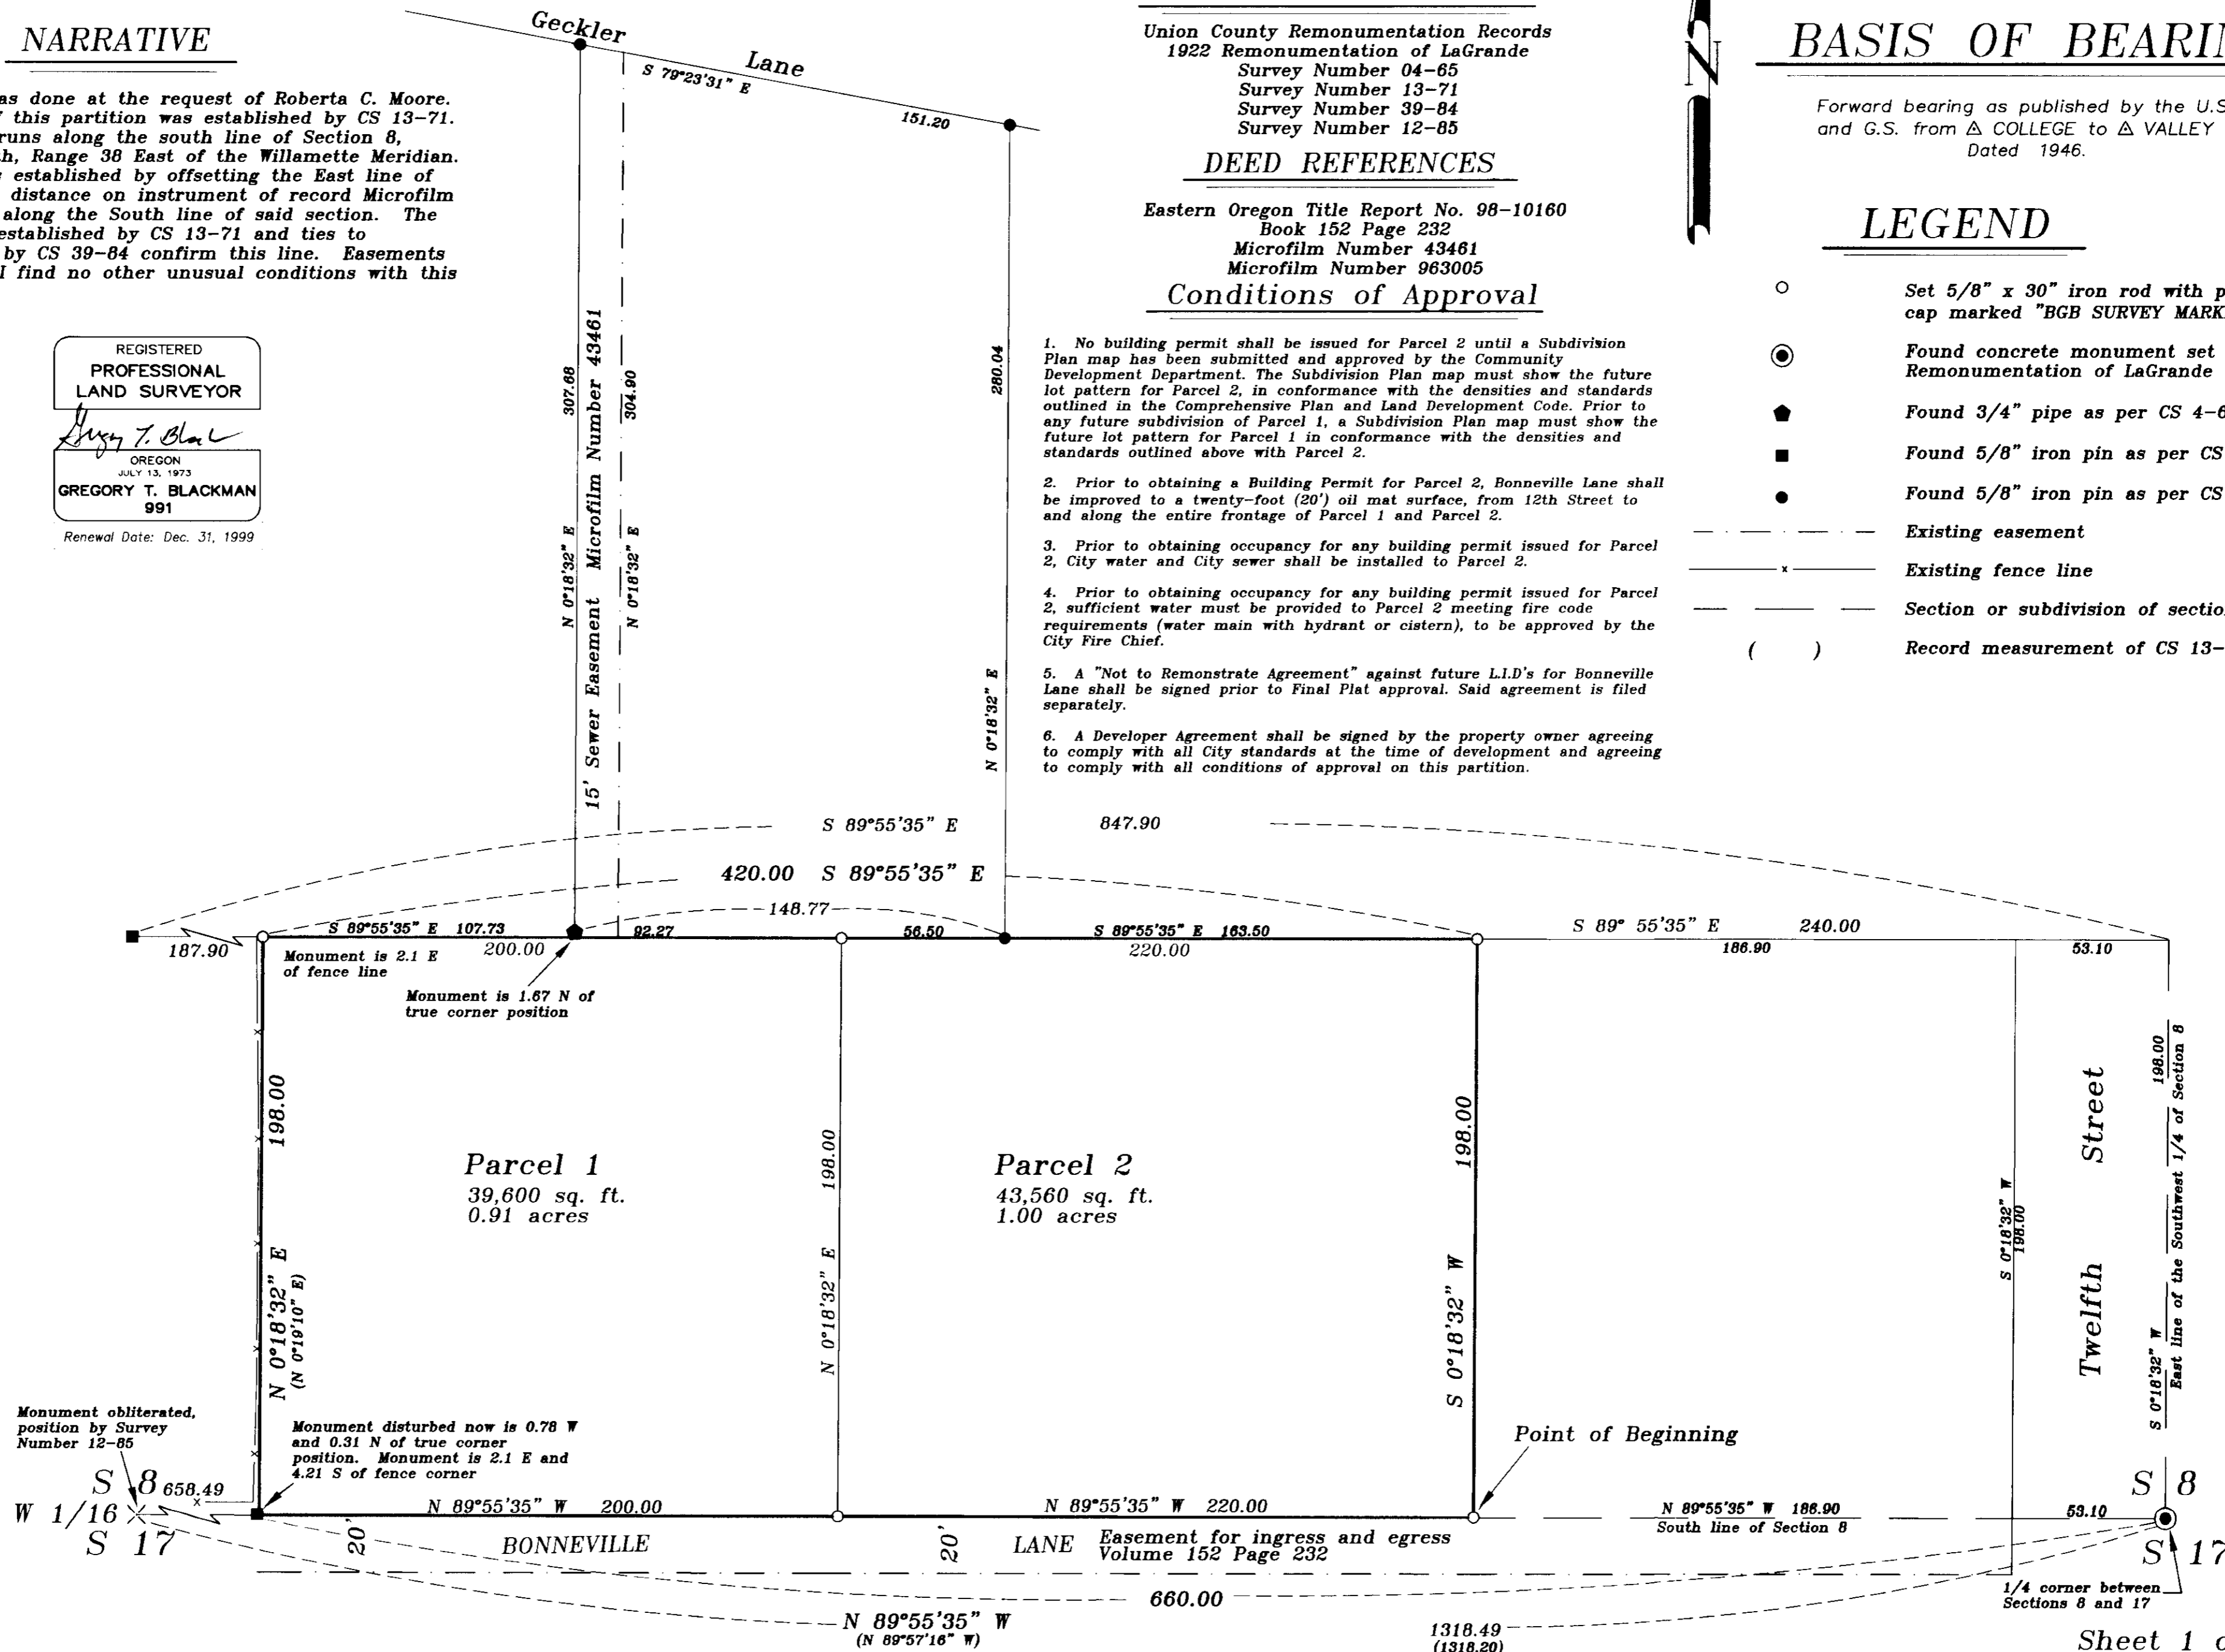 NARRATIVE
as done at the request of Roberta C. Moore.
this partition was established by CS 13-71.
runs along the south line of Section 8,
h, Range 38 East of the Willamette Meridian.
established by offsetting the East line of
distance on instrument of record Microfilm
along the South line of said section. The
established by CS 13-71 and ties to
by CS 39-84 confirm this line. Easements
I find no other unusual conditions with this
REGISTERED
PROFESSIONAL
LAND SURVEYOR
OREGON
JULY 13, 1973
GREGORY T. BLACKMAN
991
Renewal Date: Dec. 31, 1999
Geckler Lane
S 79°23'31" E
151.20
307.68
N 0°18'32" E
15' Sewer Easement Microfilm Number 43461
304.90
N 0°18'32" E
280.04
N 0°18'32" E
Union County Remonumentation Records
1922 Remonumentation of LaGrande
Survey Number 04-65
Survey Number 13-71
Survey Number 39-84
Survey Number 12-85
DEED REFERENCES
Eastern Oregon Title Report No. 98-10160
Book 152 Page 232
Microfilm Number 43461
Microfilm Number 963005
Conditions of Approval
1. No building permit shall be issued for Parcel 2 until a Subdivision
Plan map has been submitted and approved by the Community
Development Department. The Subdivision Plan map must show the future
lot pattern for Parcel 2, in conformance with the densities and standards
outlined in the Comprehensive Plan and Land Development Code. Prior to
any future subdivision of Parcel 1, a Subdivision Plan map must show the
future lot pattern for Parcel 1 in conformance with the densities and
standards outlined above with Parcel 2.
2. Prior to obtaining a Building Permit for Parcel 2, Bonneville Lane shall
be improved to a twenty-foot (20') oil mat surface, from 12th Street to
and along the entire frontage of Parcel 1 and Parcel 2.
3. Prior to obtaining occupancy for any building permit issued for Parcel
2, City water and City sewer shall be installed to Parcel 2.
4. Prior to obtaining occupancy for any building permit issued for Parcel
2, sufficient water must be provided to Parcel 2 meeting fire code
requirements (water main with hydrant or cistern), to be approved by the
City Fire Chief.
5. A "Not to Remonstrate Agreement" against future L.I.D's for Bonneville
Lane shall be signed prior to Final Plat approval. Said agreement is filed
separately.
6. A Developer Agreement shall be signed by the property owner agreeing
to comply with all City standards at the time of development and agreeing
to comply with all conditions of approval on this partition.
N
BASIS OF BEARIN
Forward bearing as published by the U.S
and G.S. from △ COLLEGE to △ VALLEY
Dated 1946.
LEGEND
Set 5/8" x 30" iron rod with p
cap marked "BGB SURVEY MARK
Found concrete monument set
Remonumentation of LaGrande
Found 3/4" pipe as per CS 4-6
Found 5/8" iron pin as per CS
Found 5/8" iron pin as per CS
Existing easement
x Existing fence line
Section or subdivision of sectio
( ) Record measurement of CS 13-
S 89°55'35" E 847.90
420.00 S 89°55'35" E
148.77
187.90
S 89°55'35" E 107.73
92.27
56.50
S 89°55'35" E 163.50
S 89° 55'35" E 240.00
200.00
220.00
186.90
53.10
Monument is 2.1 E
of fence line
Monument is 1.67 N of
true corner position
198.00
N 0°18'32" E
(N 0°19'10" E)
Parcel 1
39,600 sq. ft.
0.91 acres
198.00
N 0°18'32" E
Parcel 2
43,560 sq. ft.
1.00 acres
198.00
S 0°18'32" W
S 0°18'32" W
198.00
Twelfth Street
198.00
S 0°18'32" W
East line of the Southwest 1/4 of Section 8
Monument obliterated,
position by Survey
Number 12-85
Monument disturbed now is 0.78 W
and 0.31 N of true corner
position. Monument is 2.1 E and
4.21 S of fence corner
Point of Beginning
S 8
658.49
W 1/16
S 17
N 89°55'35" W 200.00
N 89°55'35" W 220.00
N 89°55'35" W 186.90
South line of Section 8
53.10
S 8
S 17
20'
BONNEVILLE
20'
LANE
Easement for ingress and egress
Volume 152 Page 232
660.00
N 89°55'35" W
(N 89°57'16" W)
1318.49
(1318.20)
1/4 corner between
Sections 8 and 17
Sheet 1 o